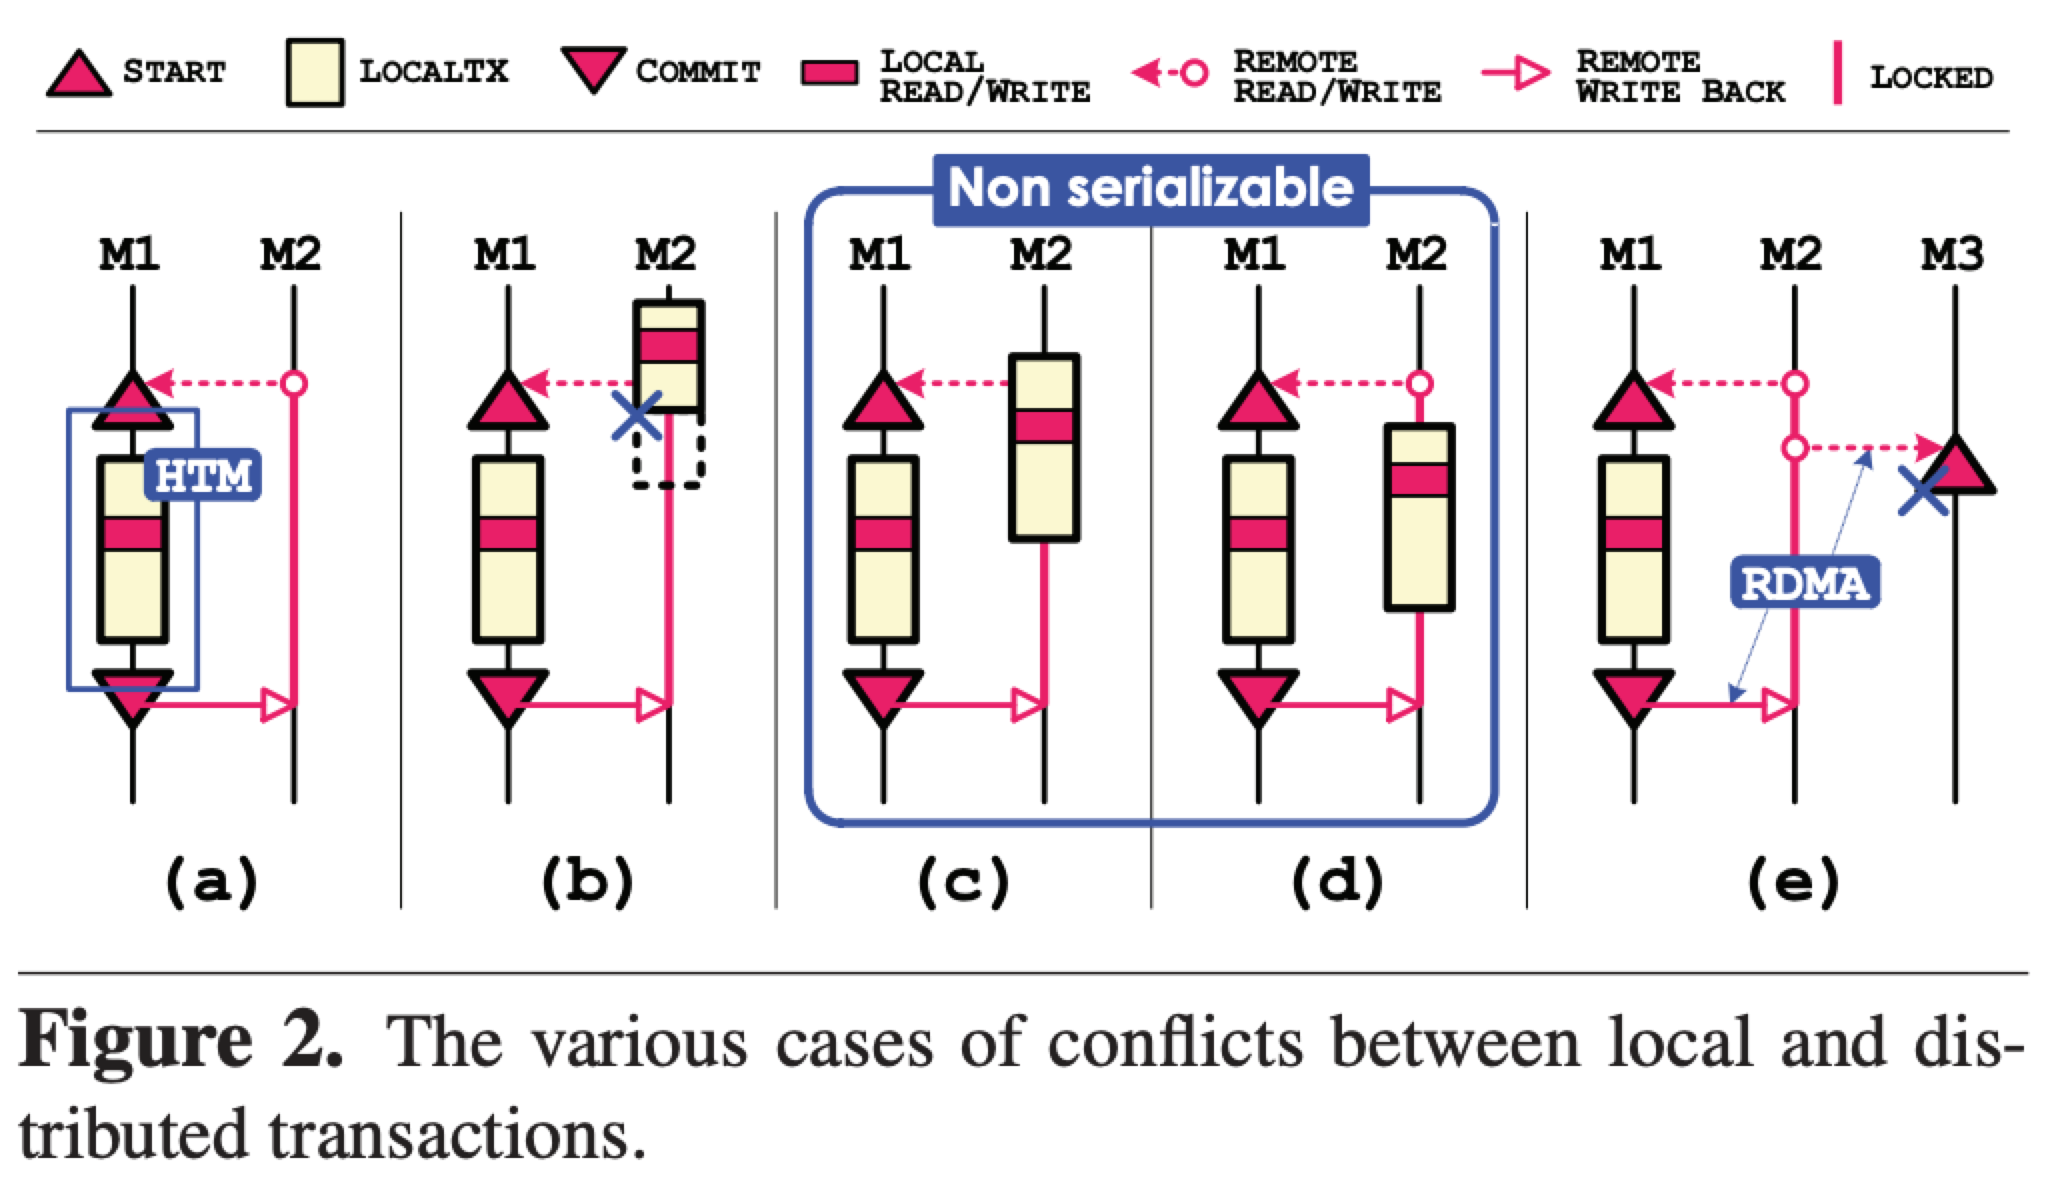 START LOCALTX COMMIT LOCAL READ/WRITE REMOTE READ/WRITE REMOTE WRITE BACK LOCKED
Non serializable
M1 M2 M1 M2 M1 M2 M1 M2 M1 M2 M3
HTM
RDMA
(a) (b) (c) (d) (e)
Figure 2. The various cases of conflicts between local and dis-
tributed transactions.